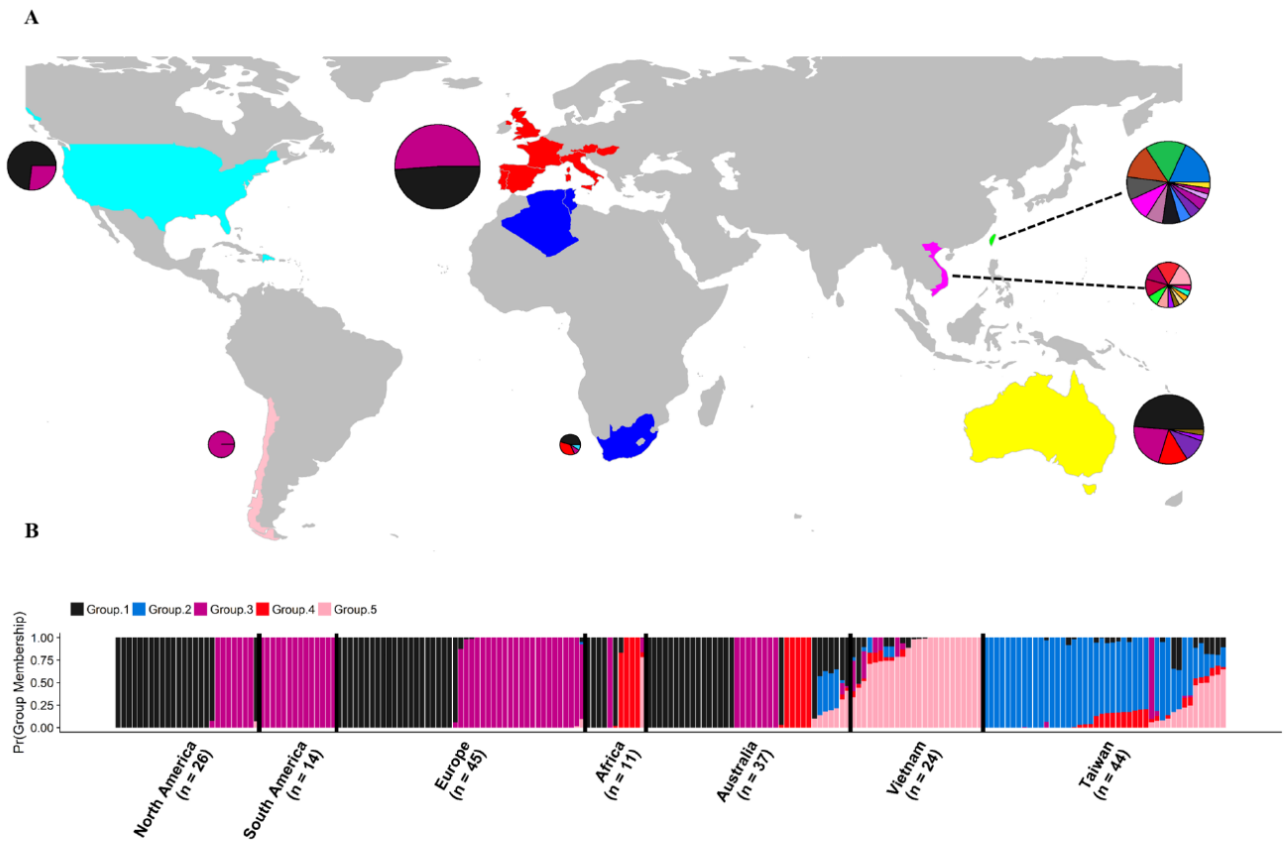 A
B
Group.1 Group.2 Group.3 Group.4 Group.5
Pr(Group Membership)
1.00
0.75
0.50
0.25
0.00
North America
(n = 26)
South America
(n = 14)
Europe
(n = 45)
Africa
(n = 11)
Australia
(n = 37)
Vietnam
(n = 24)
Taiwan
(n = 44)